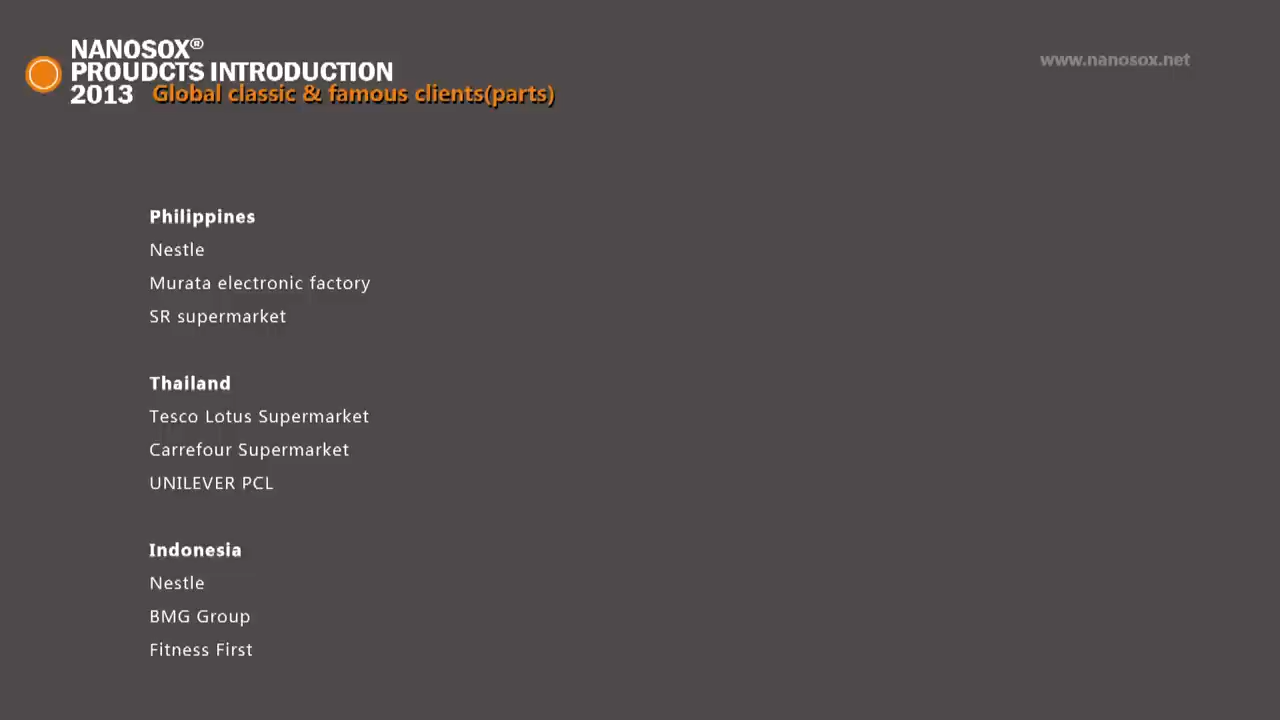 NANOSOX®
PROUDCTS INTRODUCTION
2013 Global classic & famous clients(parts)
www.nanosox.net
Philippines
Nestle
Murata electronic factory
SR supermarket
Thailand
Tesco Lotus Supermarket
Carrefour Supermarket
UNILEVER PCL
Indonesia
Nestle
BMG Group
Fitness First